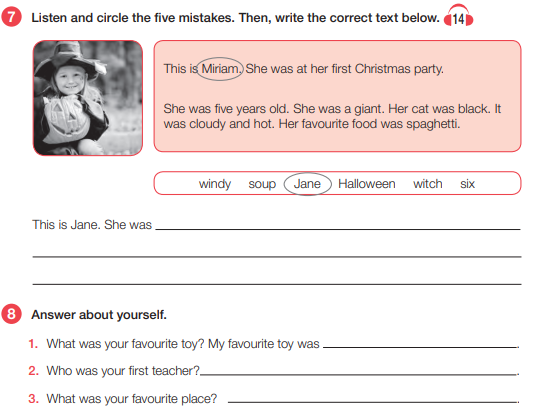 7 Listen and circle the five mistakes. Then, write the correct text below. 14
This is Miriam. She was at her first Christmas party.
She was five years old. She was a giant. Her cat was black. It
was cloudy and hot. Her favourite food was spaghetti.
windy soup Jane Halloween witch six
This is Jane. She was
8 Answer about yourself.
1. What was your favourite toy? My favourite toy was .
2. Who was your first teacher? .
3. What was your favourite place? .